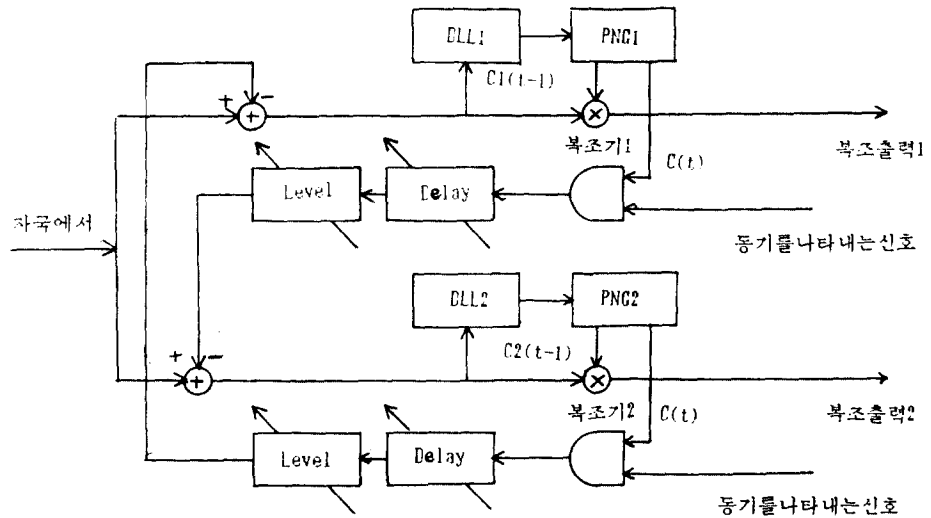 DLL1
PNG1
C1(t-1)
+
-
+
×
복조기1
복조출력1
C(t)
Level
Delay
자국에서
동기를나타내는신호
DLL2
PNG2
C2(t-1)
+
-
+
×
복조기2
복조출력2
C(t)
Level
Delay
동기를나타내는신호